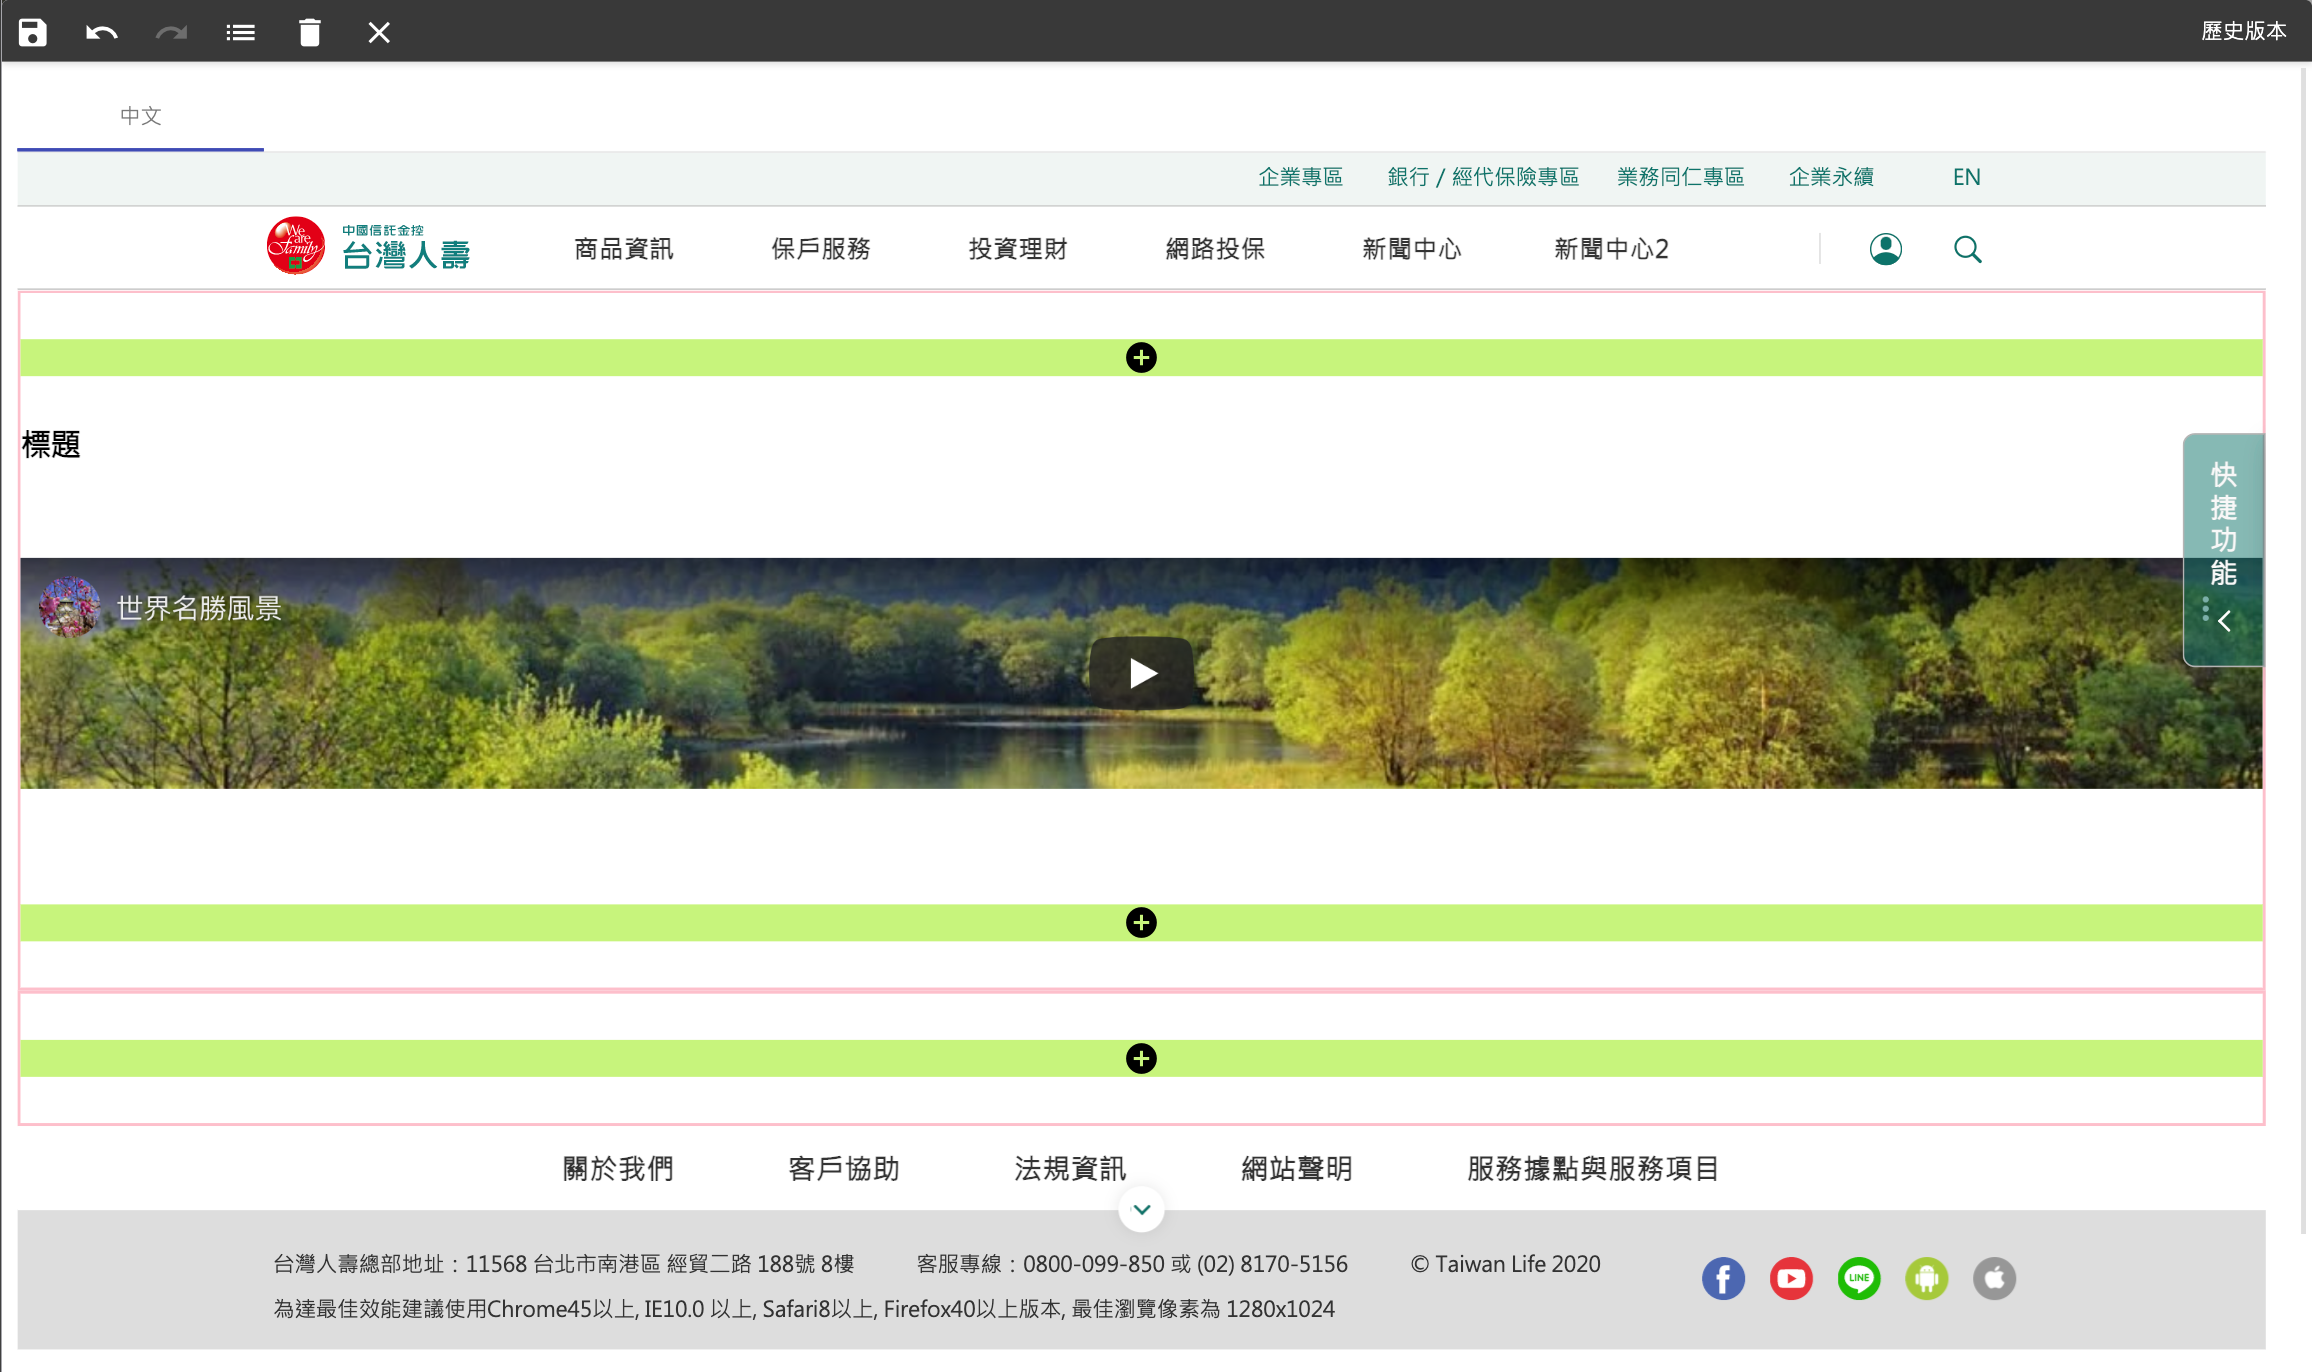 歷史版本
中文
企業專區 銀行 / 經代保險專區 業務同仁專區 企業永續 EN
We are Family 中國信託金控 台灣人壽 商品資訊 保戶服務 投資理財 網路投保 新聞中心 新聞中心2
標題
快捷功能
世界名勝風景
關於我們 客戶協助 法規資訊 網站聲明 服務據點與服務項目
台灣人壽總部地址：11568 台北市南港區 經貿二路 188號 8樓 客服專線：0800-099-850 或 (02) 8170-5156 © Taiwan Life 2020
LINE
為達最佳效能建議使用Chrome45以上, IE10.0 以上, Safari8以上, Firefox40以上版本, 最佳瀏覽像素為 1280x1024